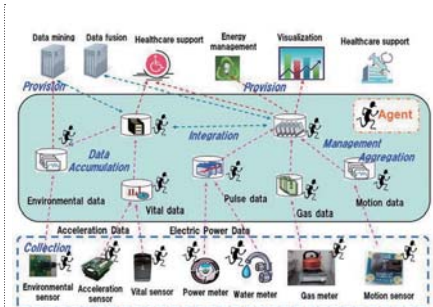 Data mining
Data fusion
Healthcare support
Energy
management
Visualization
Healthcare support
Provision
Provision
Agent
Integration
Data
Accumulation
Management
Aggregation
Environmental data
Vital data
Pulse data
Gas data
Motion data
Acceleration Data
Electric Power Data
Collection
Environmental
sensor
Acceleration
sensor
Vital sensor
Power meter
Water meter
Gas meter
Motion sensor